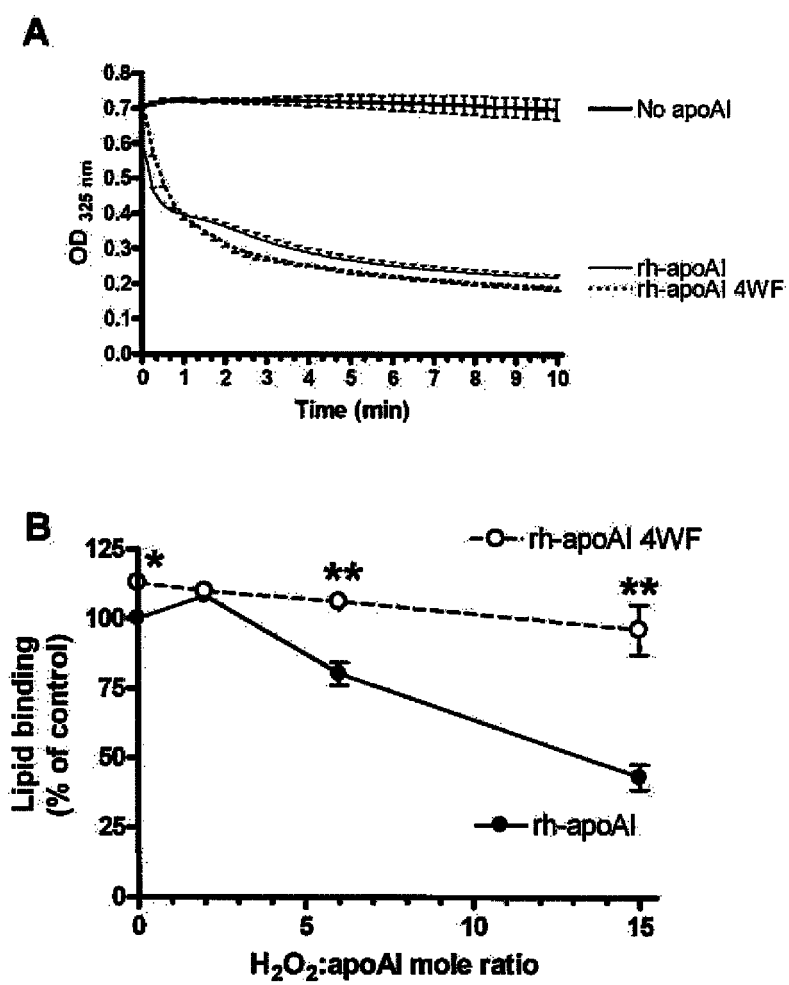 A
0.8
0.7
0.6
0.5
0.4
0.3
0.2
0.1
0.0
OD 325 nm
0 1 2 3 4 5 6 7 8 9 10
Time (min)
No apoAI
rh-apoAI
rh-apoAI 4WF
B
125
100
75
50
25
0
Lipid binding
(% of control)
* ** **
rh-apoAI 4WF
rh-apoAI
0 5 10 15
H₂O₂:apoAI mole ratio